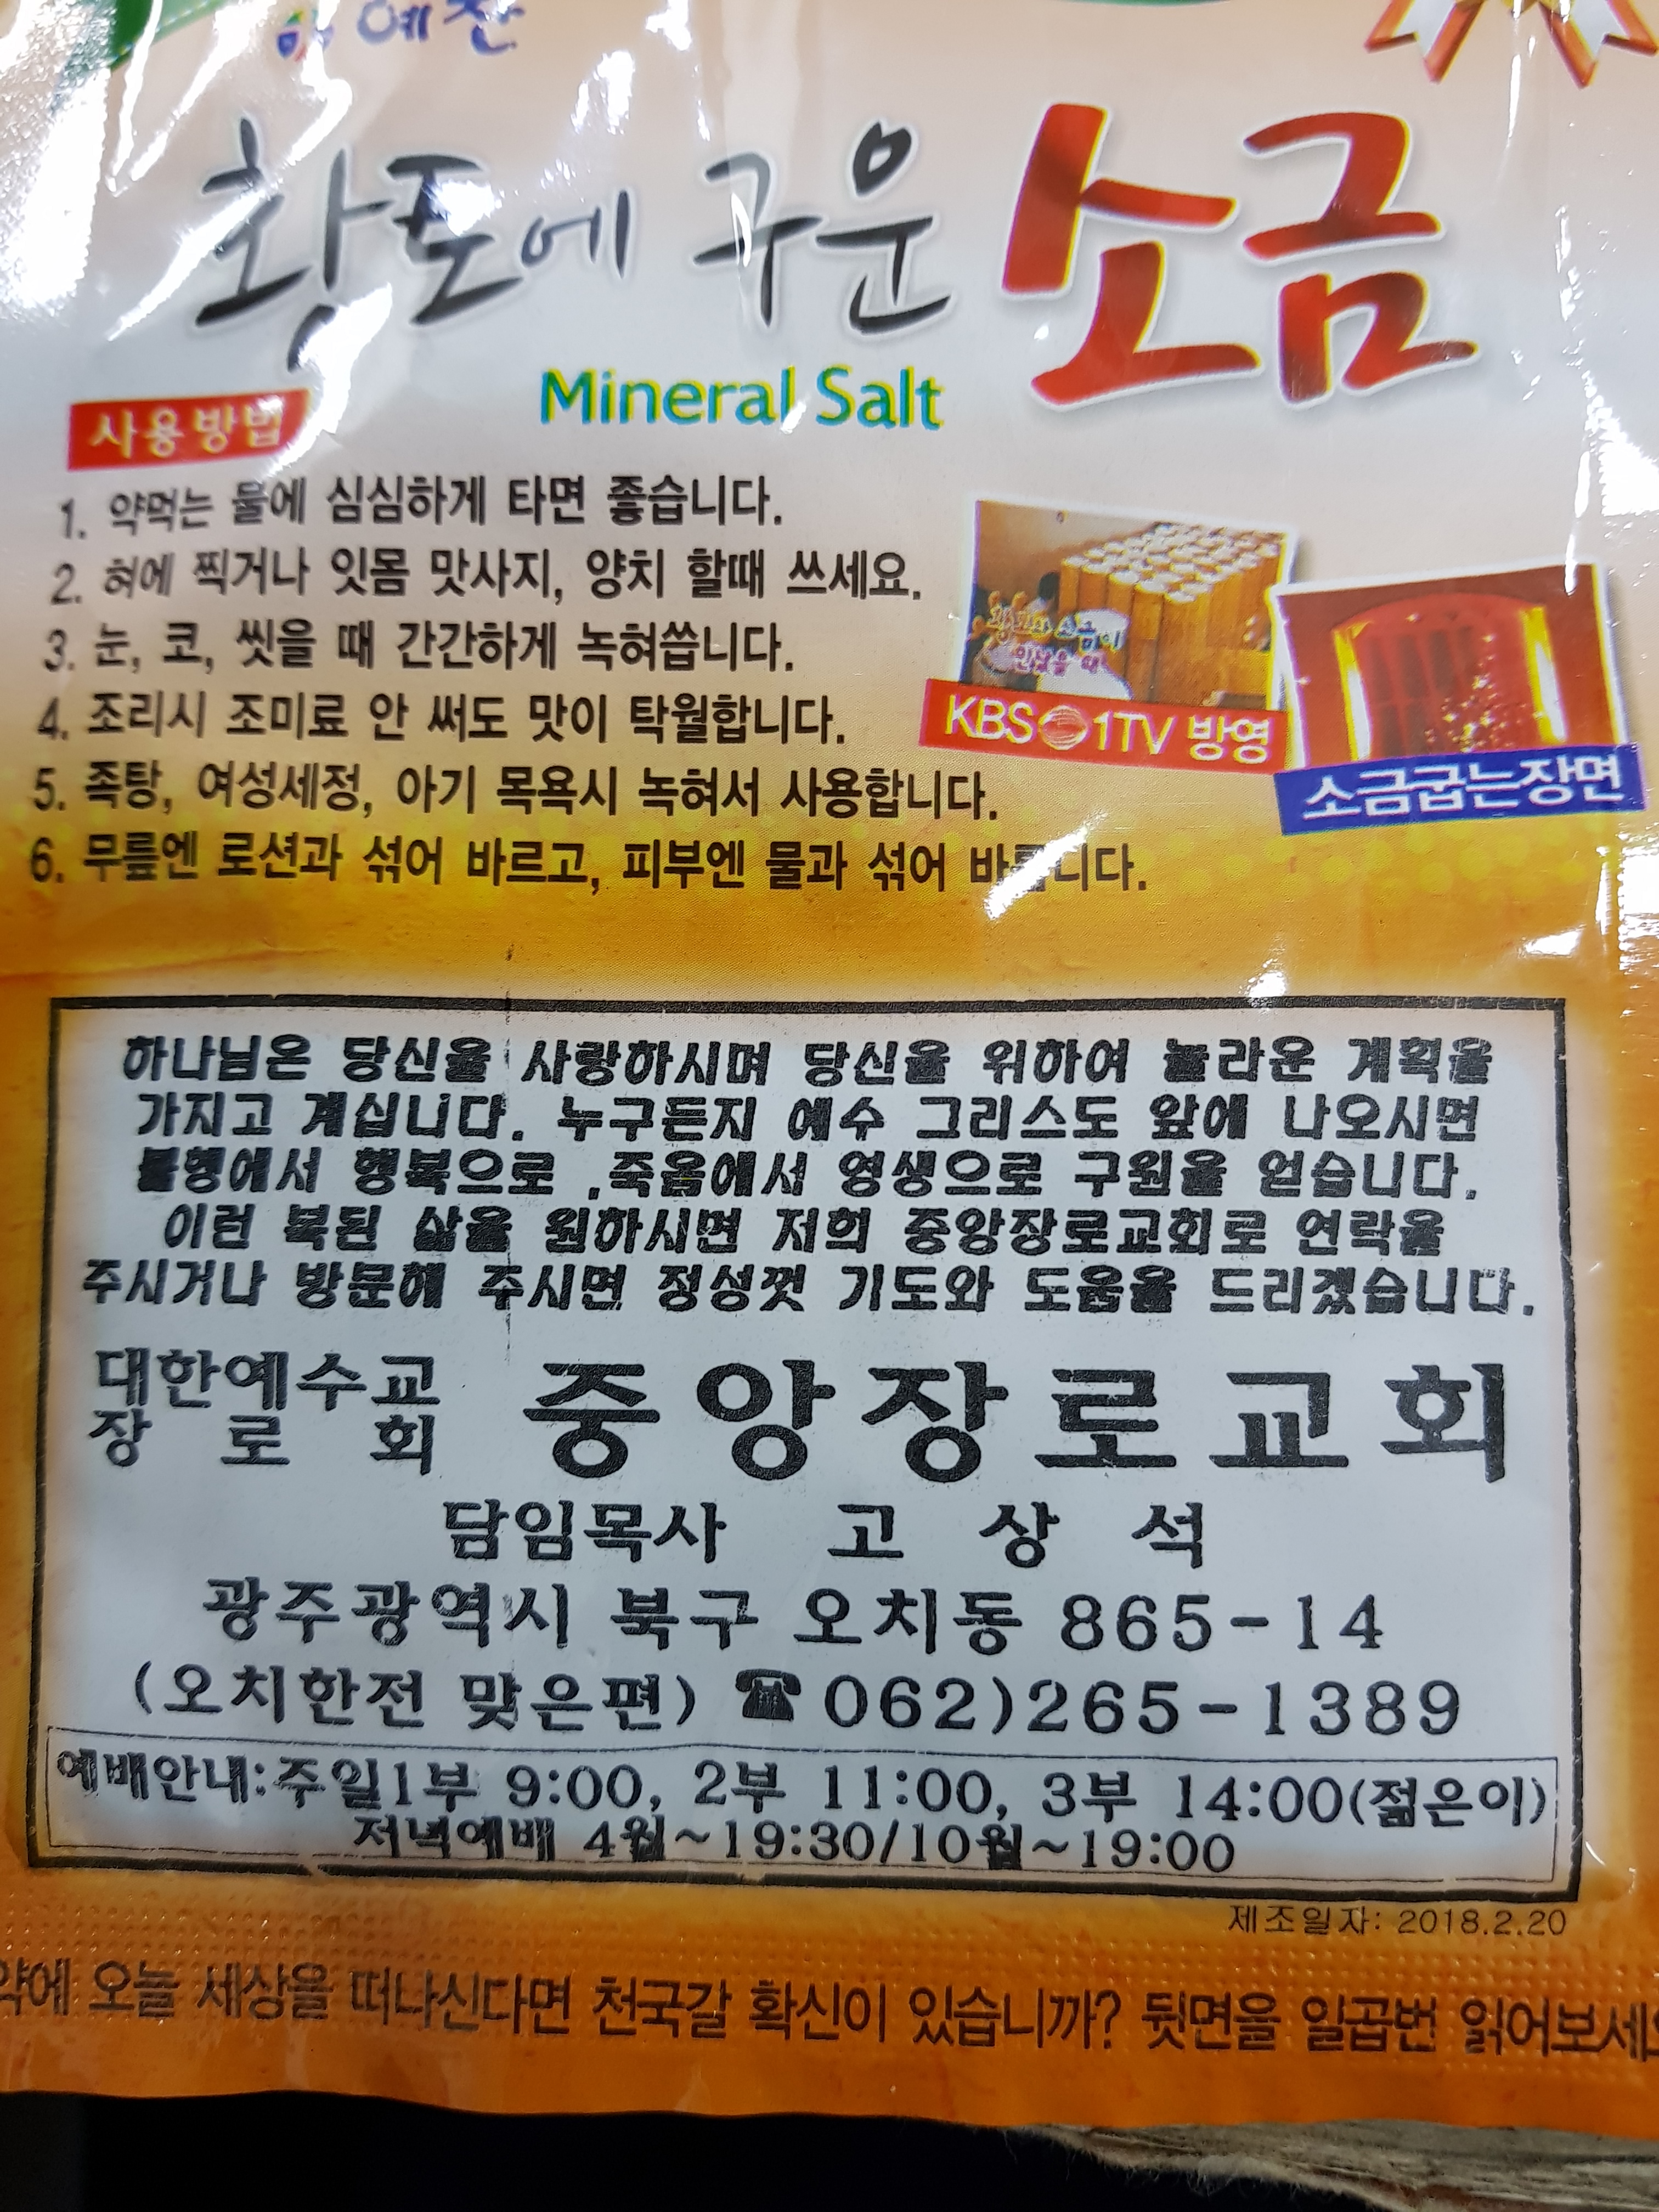 예찬
황토에 구운 소금
Mineral Salt
사용방법
1. 약먹는 물에 심심하게 타면 좋습니다.
2. 혀에 찍거나 잇몸 맛사지, 양치 할때 쓰세요.
3. 눈, 코, 씻을 때 간간하게 녹혀씁니다.
4. 조리시 조미료 안 써도 맛이 탁월합니다.
5. 족탕, 여성세정, 아기 목욕시 녹혀서 사용합니다.
6. 무릎엔 로션과 섞어 바르고, 피부엔 물과 섞어 바릅니다.
KBS 1TV 방영
소금굽는장면
하나님은 당신을 사랑하시며 당신을 위하여 놀라운 계획을
가지고 계십니다. 누구든지 예수 그리스도 앞에 나오시면
불행에서 행복으로 .죽음에서 영생으로 구원을 얻습니다.
이런 복된 삶을 원하시면 저희 중앙장로교회로 연락을
주시거나 방문해 주시면 정성껏 기도와 도움을 드리겠습니다.
대한예수교
장로회 중앙장로교회
담임목사 고상석
광주광역시 북구 오치동 865-14
(오치한전 맞은편) ☎062)265-1389
예배안내:주일1부 9:00, 2부 11:00, 3부 14:00(젊은이)
저녁예배 4월~19:30/10월~19:00
제조일자: 2018.2.20
약에 오늘 세상을 떠나신다면 천국갈 확신이 있습니까? 뒷면을 일곱번 읽어보세